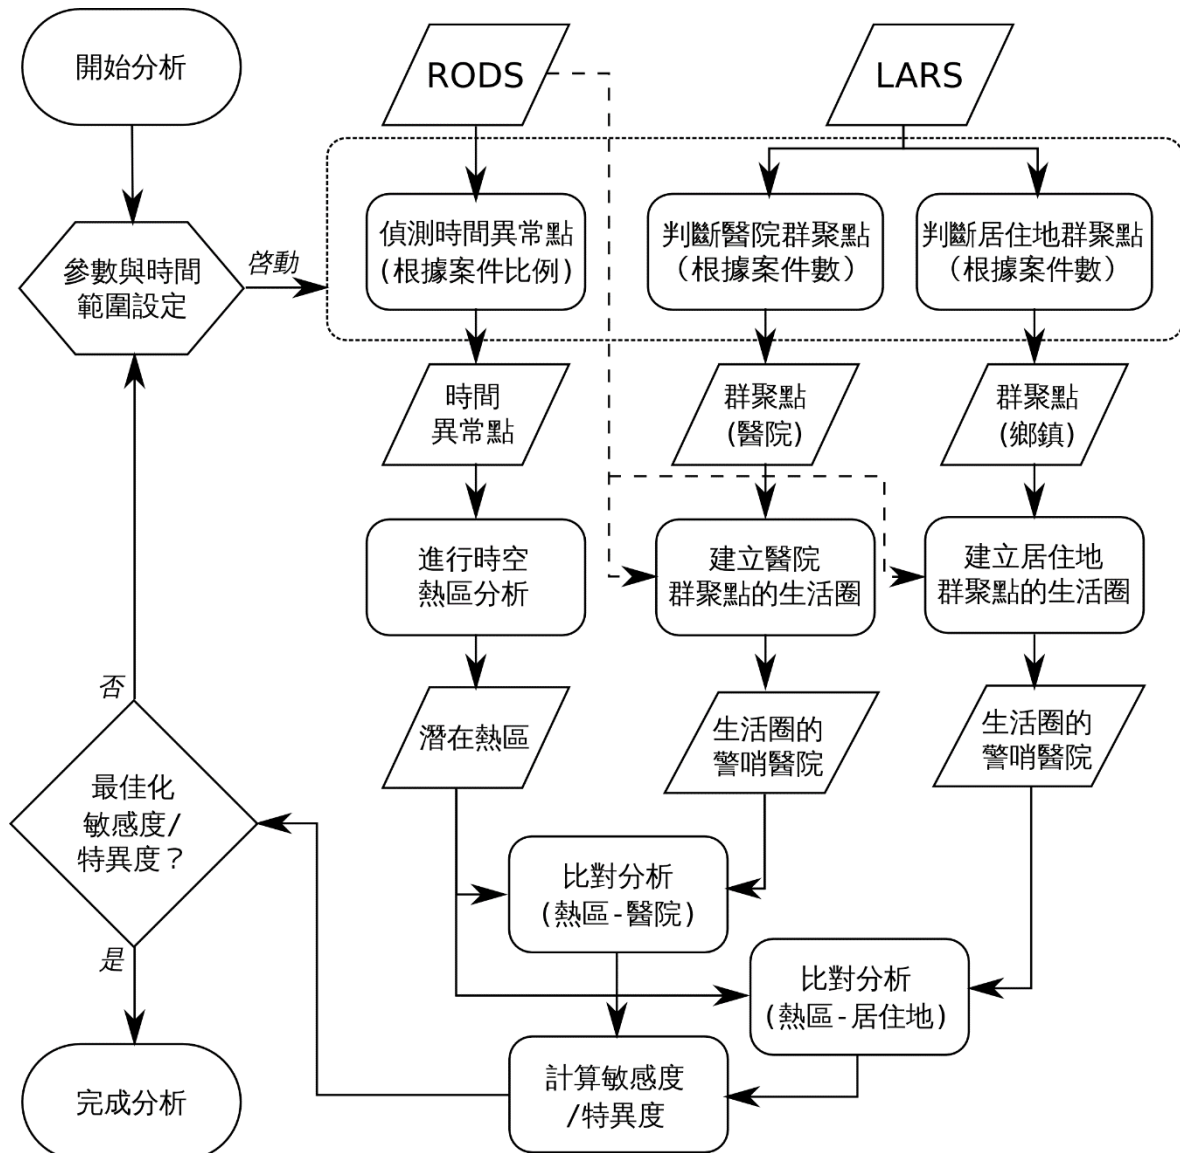 開始分析
RODS
LARS
參數與時間
範圍設定
啓動
偵測時間異常點
(根據案件比例)
判斷醫院群聚點
(根據案件數)
判斷居住地群聚點
(根據案件數)
時間
異常點
群聚點
(醫院)
群聚點
(鄉鎮)
進行時空
熱區分析
建立醫院
群聚點的生活圈
建立居住地
群聚點的生活圈
否
潛在熱區
生活圈的
警哨醫院
生活圈的
警哨醫院
最佳化
敏感度/
特異度？
比對分析
(熱區-醫院)
是
比對分析
(熱區-居住地)
計算敏感度
/特異度
完成分析